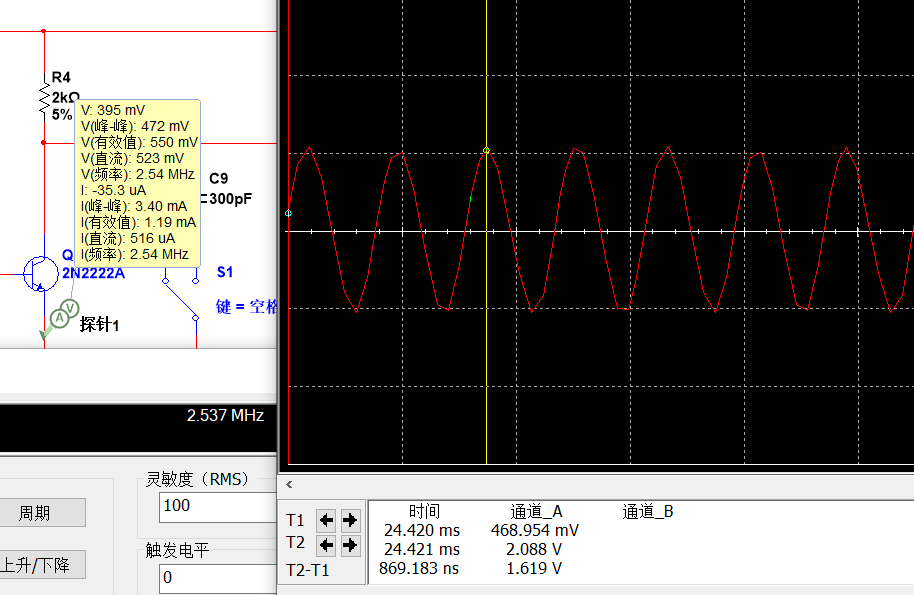 R4
2kΩ
5%
V: 395 mV
V(峰-峰): 472 mV
V(有效值): 550 mV
V(直流): 523 mV
V(频率): 2.54 MHz
I: -35.3 uA
I(峰-峰): 3.40 mA
I(有效值): 1.19 mA
I(直流): 516 uA
I(频率): 2.54 MHz
C9
300pF
Q
2N2222A
S1
键 = 空格
A V
探针1
2.537 MHz
灵敏度（RMS）
100
周期
触发电平
上升/下降
0
<
时间 通道_A 通道_B
T1 24.420 ms 468.954 mV
T2 24.421 ms 2.088 V
T2-T1 869.183 ns 1.619 V